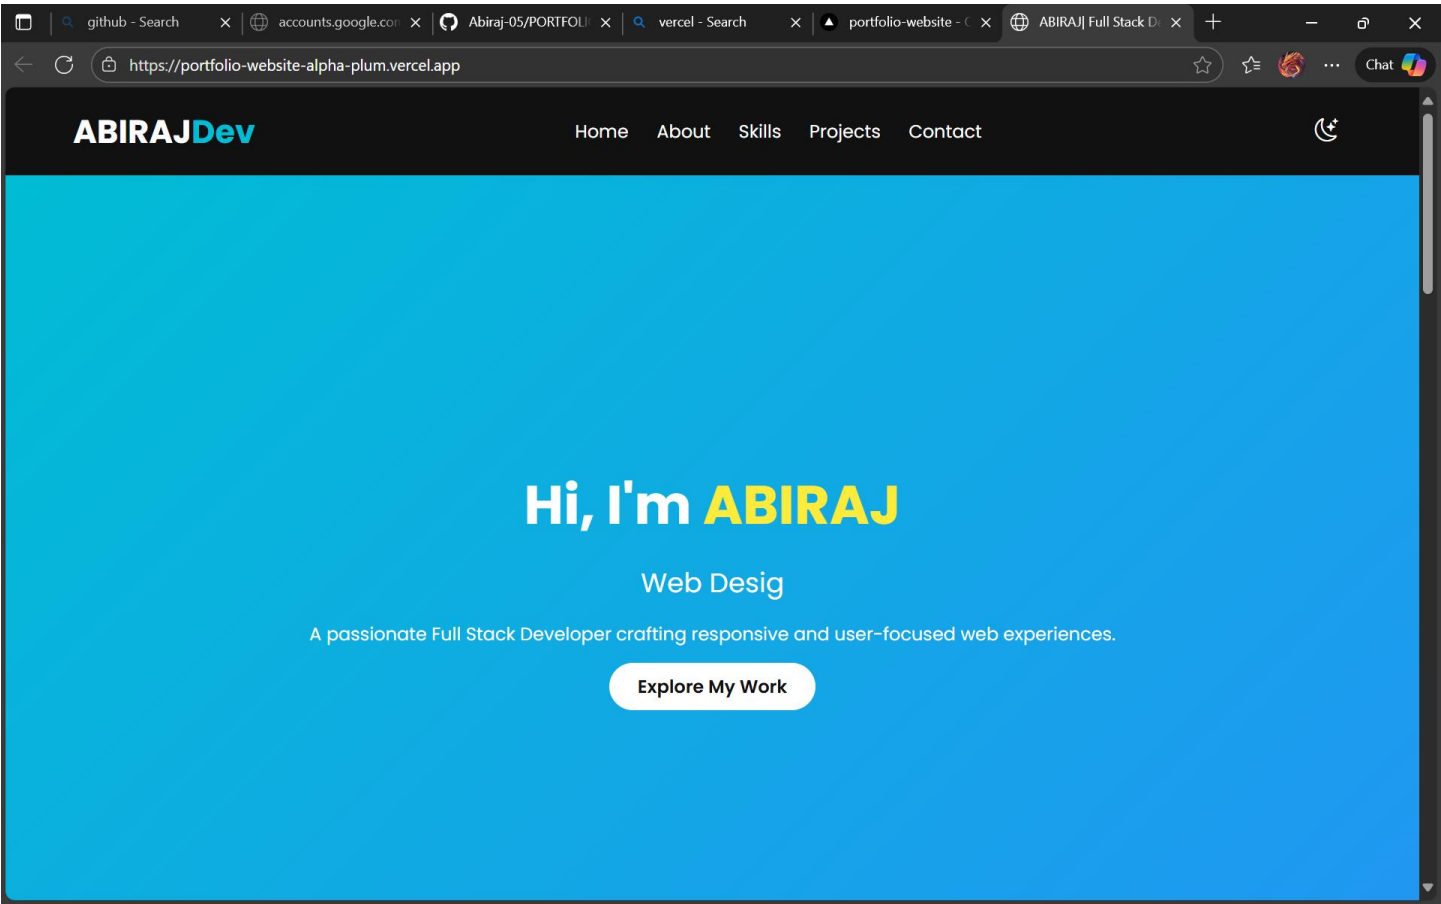 github - Search
accounts.google.con
Abiraj-05/PORTFOLI
vercel - Search
portfolio-website -
ABIRAJ| Full Stack D
https://portfolio-website-alpha-plum.vercel.app
Chat
ABIRAJDev
Home About Skills Projects Contact
Hi, I'm ABIRAJ
Web Desig
A passionate Full Stack Developer crafting responsive and user-focused web experiences.
Explore My Work